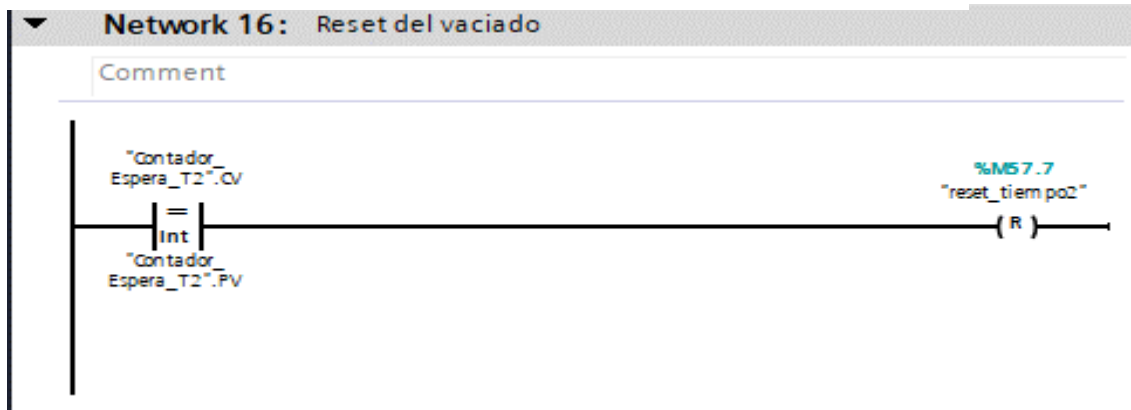 Network 16: Reset del vaciado
Comment
"Contador_
Espera_T2".CV
=
Int
"Contador_
Espera_T2".PV
%M57.7
"reset_tiempo2"
R